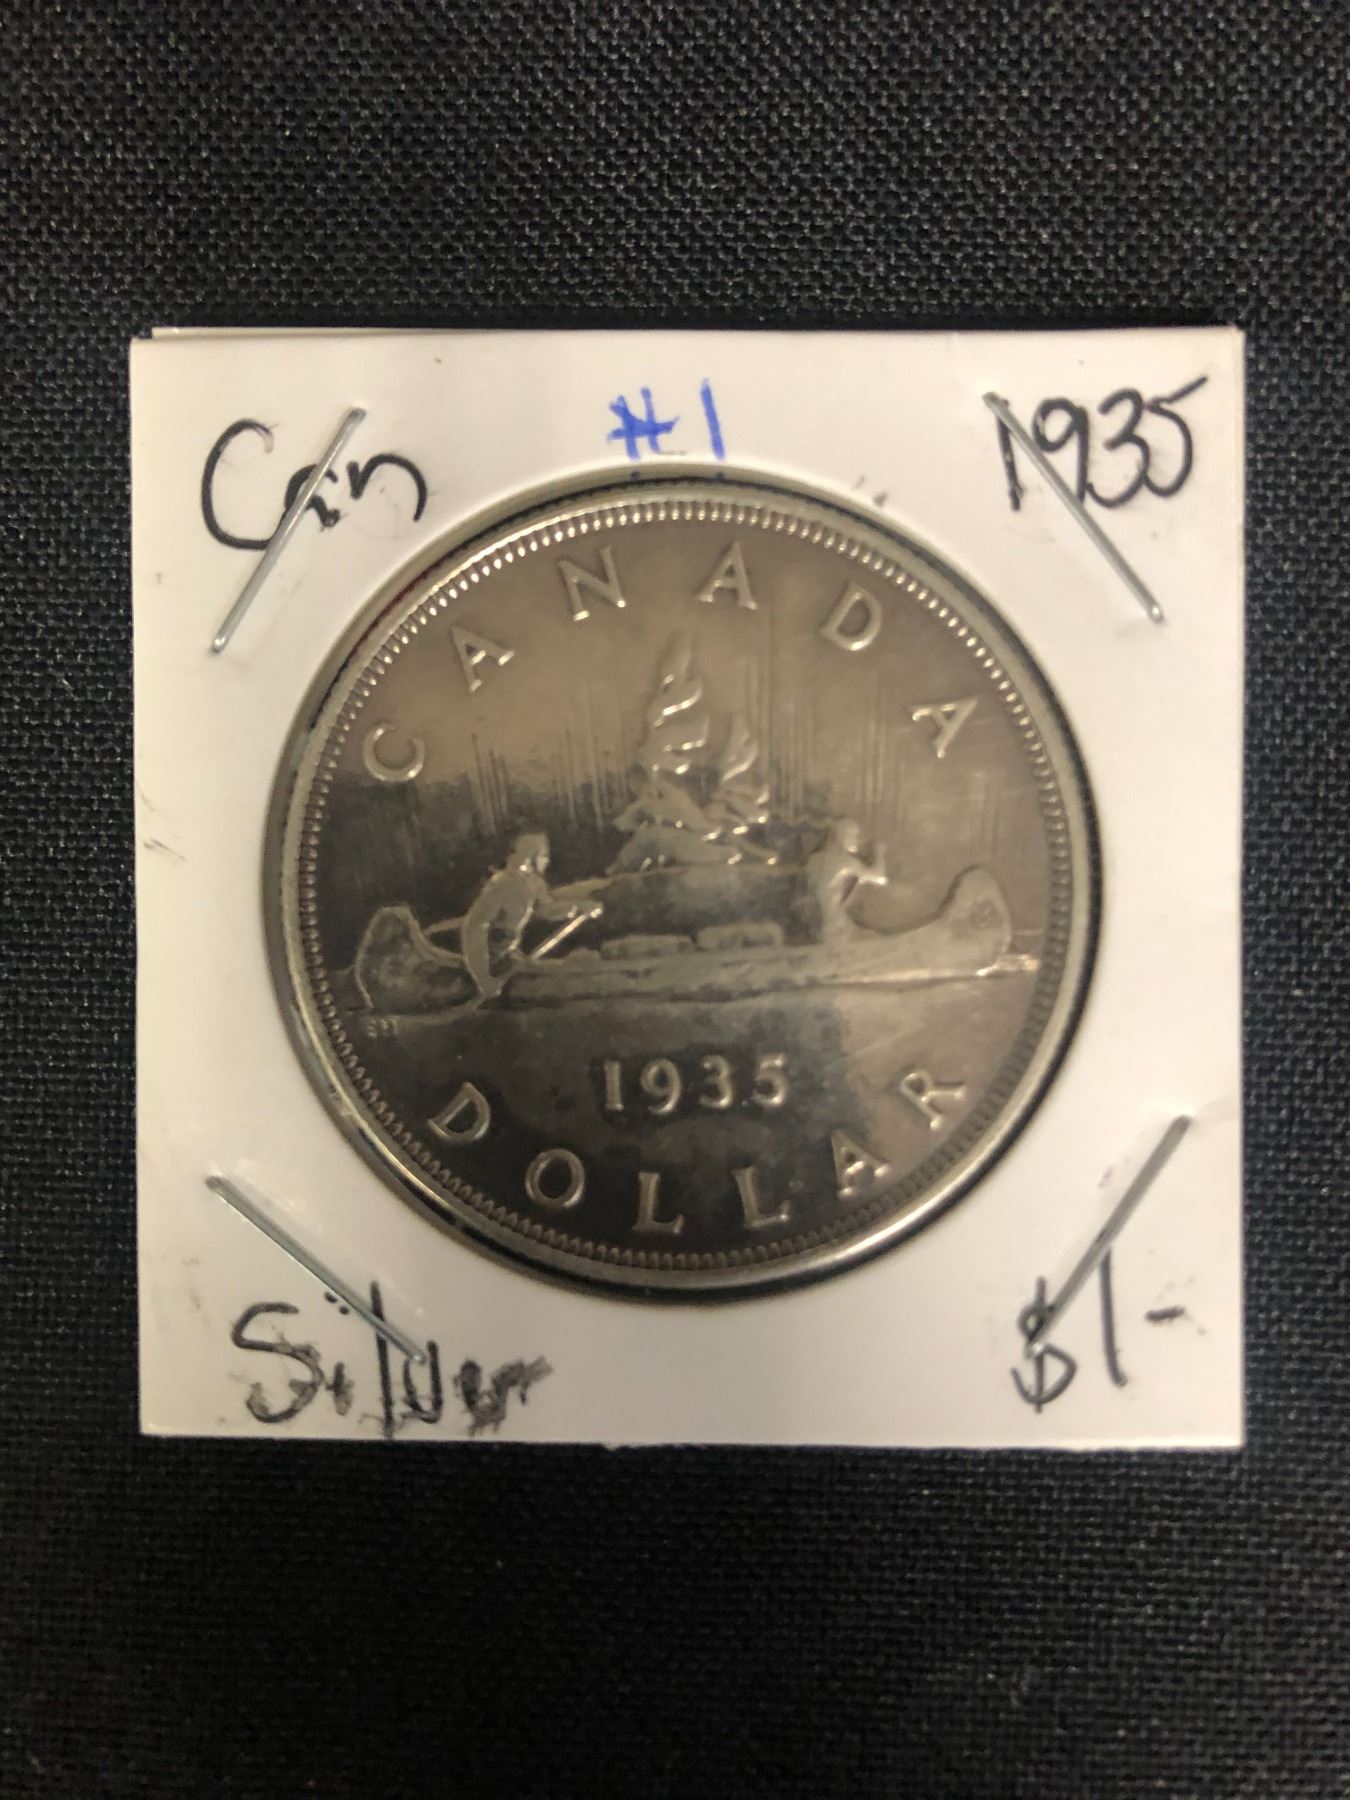 Can #1 1935
CANADA
1935
DOLLAR
Silver $1-